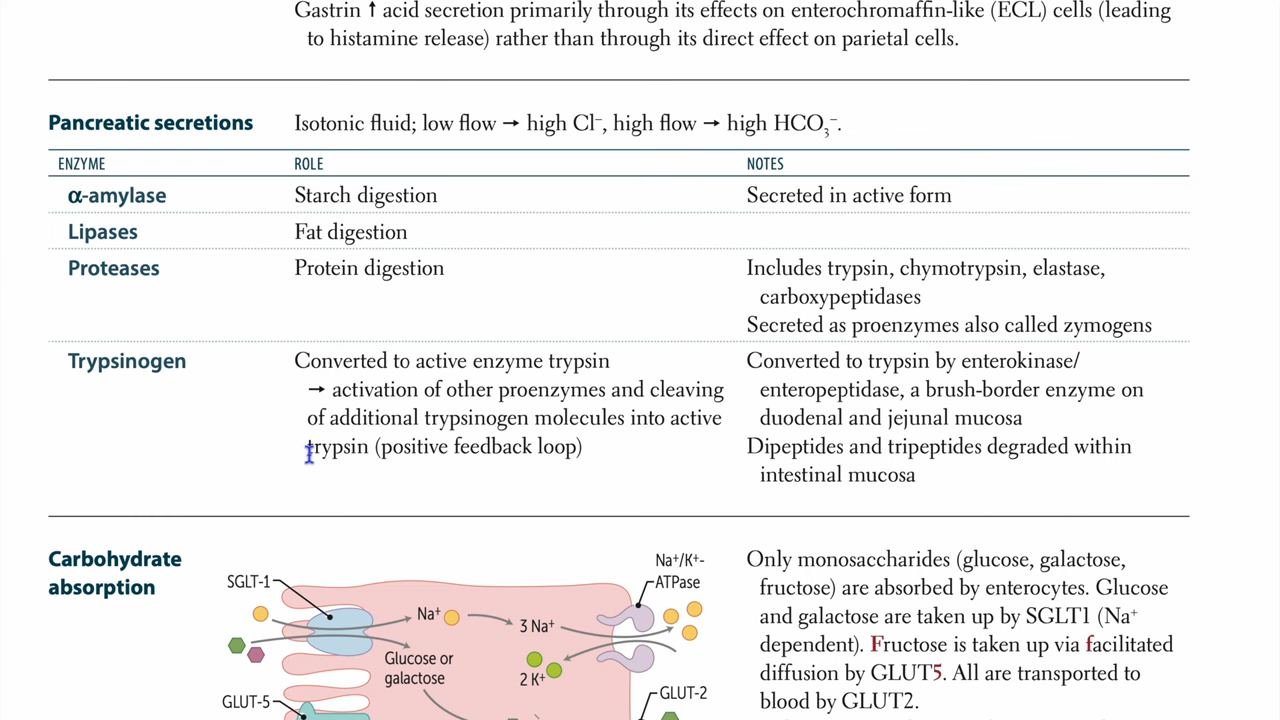 Gastrin ↑ acid secretion primarily through its effects on enterochromaffin-like (ECL) cells (leading
to histamine release) rather than through its direct effect on parietal cells.
Pancreatic secretions
Isotonic fluid; low flow → high Cl⁻, high flow → high HCO₃⁻.
ENZYME ROLE NOTES
α-amylase Starch digestion Secreted in active form
Lipases Fat digestion
Proteases Protein digestion Includes trypsin, chymotrypsin, elastase,
carboxypeptidases
Secreted as proenzymes also called zymogens
Trypsinogen
Converted to active enzyme trypsin
→ activation of other proenzymes and cleaving
of additional trypsinogen molecules into active
trypsin (positive feedback loop)
Converted to trypsin by enterokinase/
enteropeptidase, a brush-border enzyme on
duodenal and jejunal mucosa
Dipeptides and tripeptides degraded within
intestinal mucosa
Carbohydrate
absorption
SGLT-1
Na⁺
3 Na⁺
Na⁺/K⁺-
ATPase
Glucose or
galactose
2 K⁺
GLUT-5
GLUT-2
Only monosaccharides (glucose, galactose,
fructose) are absorbed by enterocytes. Glucose
and galactose are taken up by SGLT1 (Na⁺
dependent). Fructose is taken up via facilitated
diffusion by GLUT5. All are transported to
blood by GLUT2.